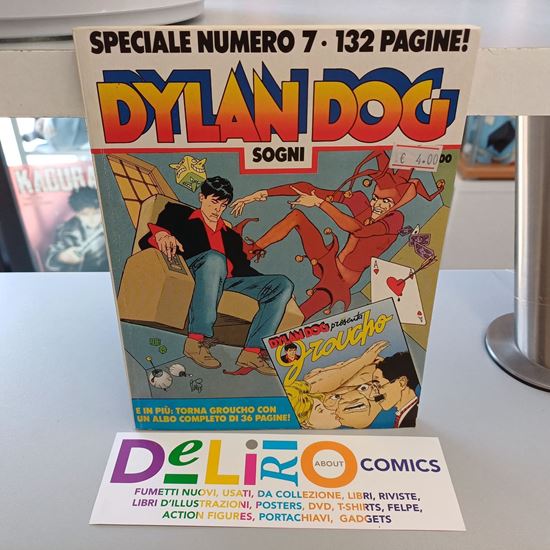 SPECIALE NUMERO 7 · 132 PAGINE!
DYLAN DOG
SOGNI
€ 4.00
00
KAGURA
DYLAN DOG presenta
Groucho
E IN PIÙ: TORNA GROUCHO CON
UN ALBO COMPLETO DI 36 PAGINE!
DeLiRiO
ABOUT
COMICS
FUMETTI NUOVI, USATI, DA COLLEZIONE, LIBRI, RIVISTE,
LIBRI D'ILLUSTRAZIONI, POSTERS, DVD, T-SHIRTS, FELPE,
ACTION FIGURES, PORTACHIAVI, GADGETS